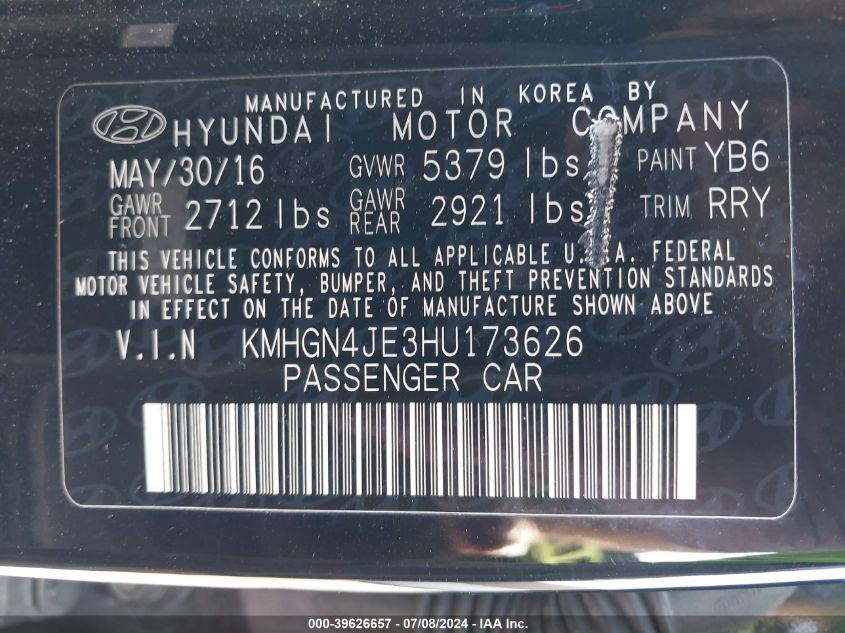 MANUFACTURED IN KOREA BY
HYUNDAI MOTOR COMPANY
MAY/30/16 GVWR 5379 lbs PAINT YB6
GAWR FRONT 2712 lbs GAWR REAR 2921 lbs TRIM RRY
THIS VEHICLE CONFORMS TO ALL APPLICABLE U.S.A. FEDERAL
MOTOR VEHICLE SAFETY, BUMPER, AND THEFT PREVENTION STANDARDS
IN EFFECT ON THE DATE OF MANUFACTURE SHOWN ABOVE
V.I.N KMHGN4JE3HU173626
PASSENGER CAR
000-39626657 - 07/08/2024 - IAA Inc.